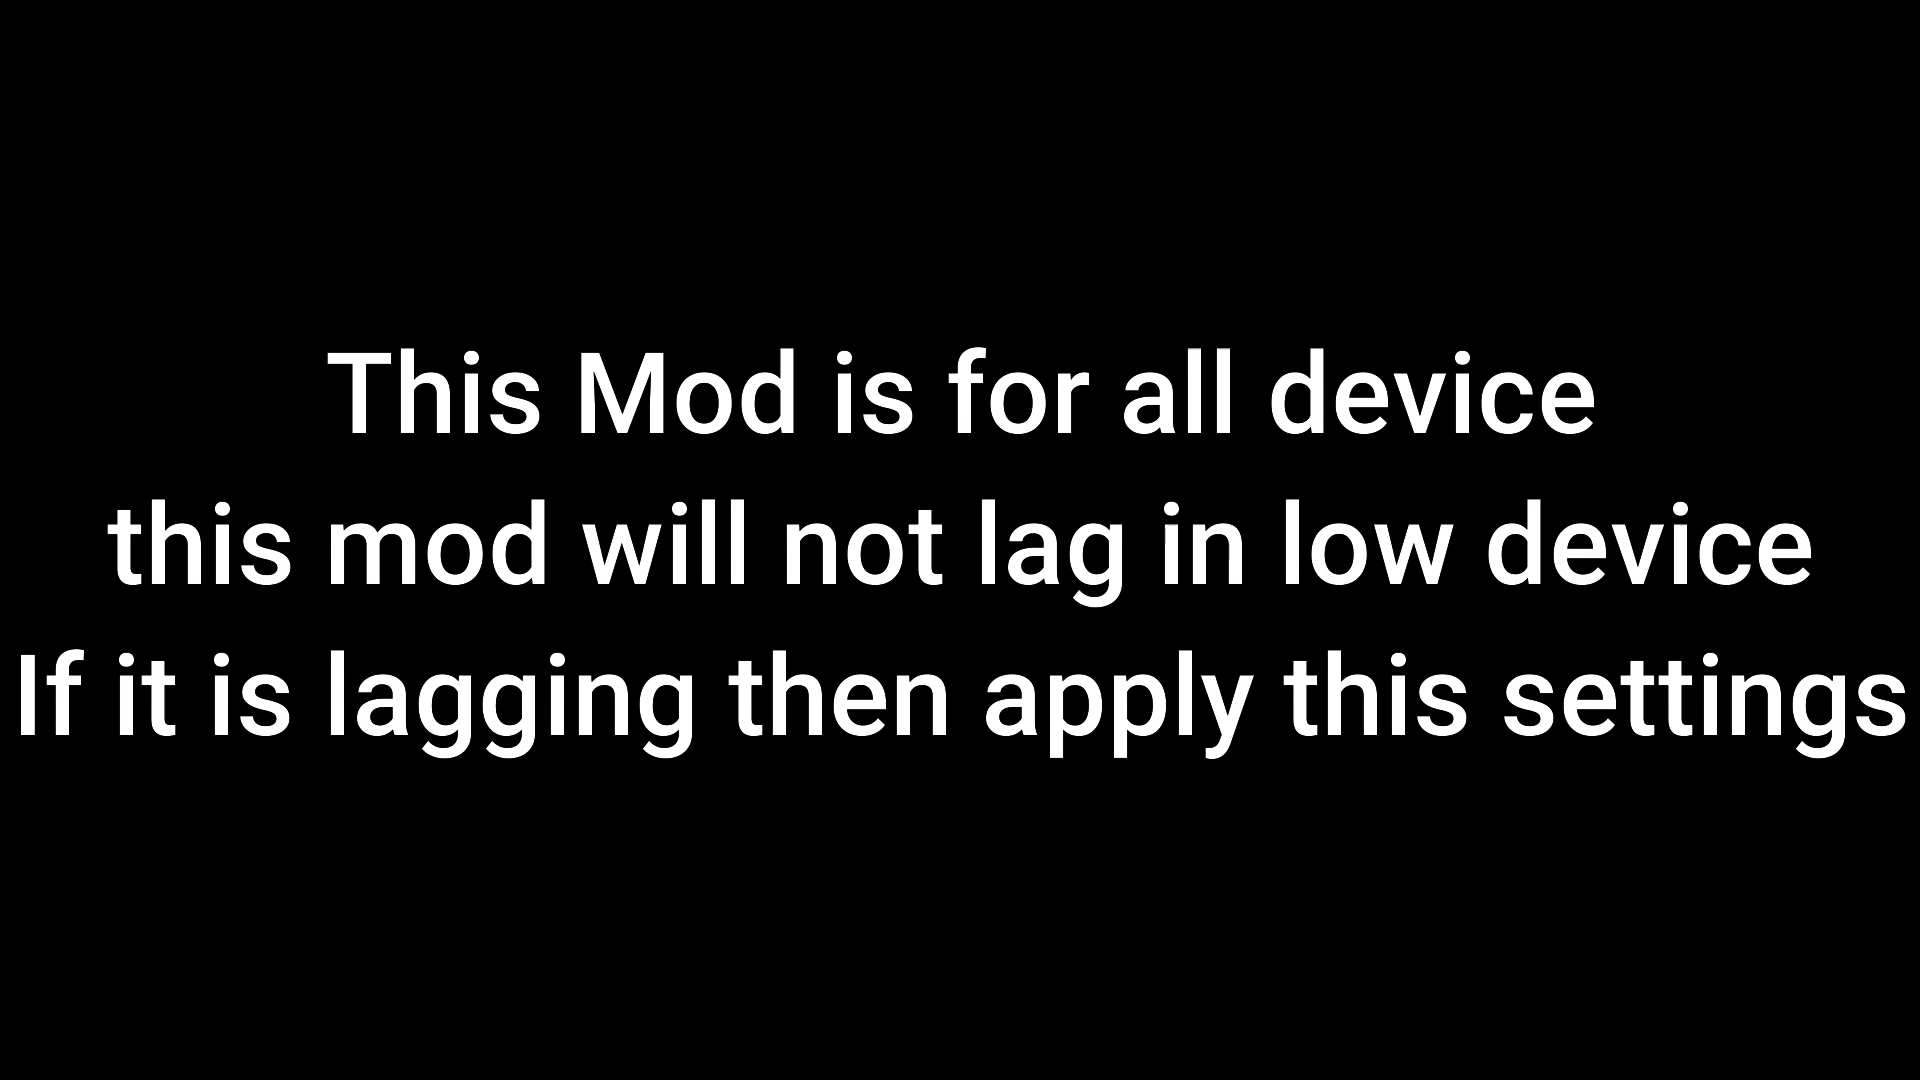 This Mod is for all device
this mod will not lag in low device
If it is lagging then apply this settings